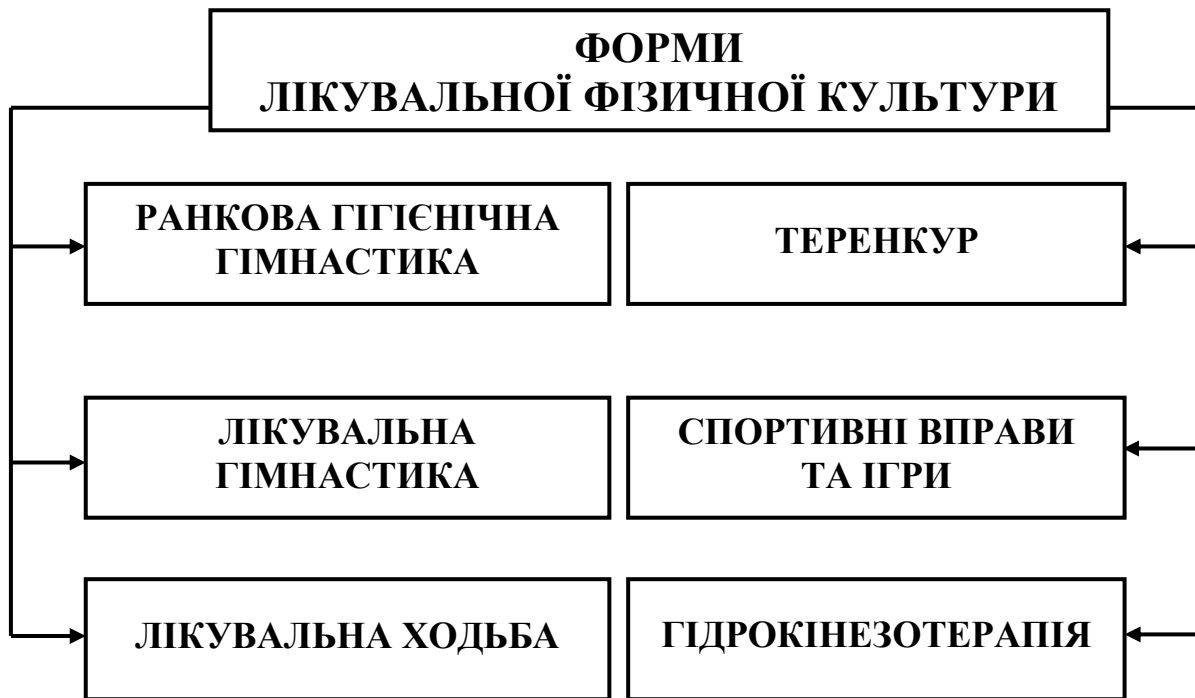 ФОРМИ
ЛІКУВАЛЬНОЇ ФІЗИЧНОЇ КУЛЬТУРИ
РАНКОВА ГІГІЄНІЧНА
ГІМНАСТИКА
ТЕРЕНКУР
ЛІКУВАЛЬНА
ГІМНАСТИКА
СПОРТИВНІ ВПРАВИ
ТА ІГРИ
ЛІКУВАЛЬНА ХОДЬБА
ГІДРОКІНЕЗОТЕРАПІЯ